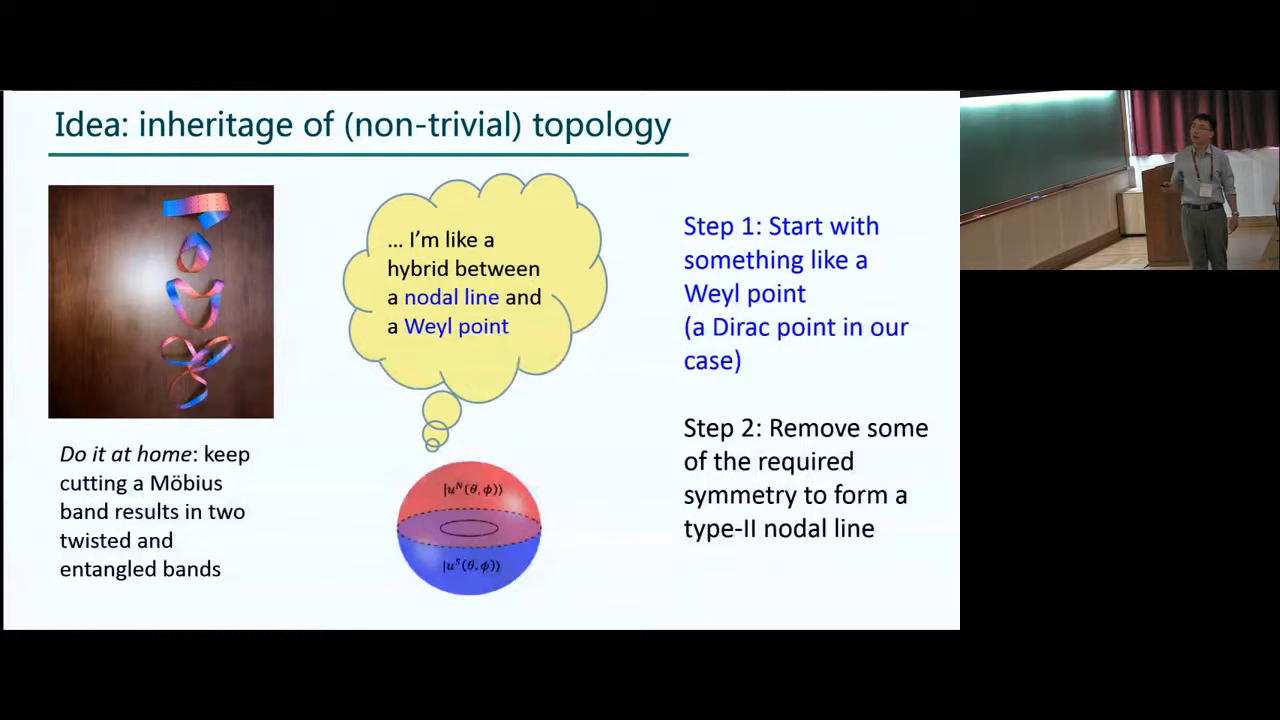 Idea: inheritage of (non-trivial) topology
Do it at home: keep
cutting a Möbius
band results in two
twisted and
entangled bands
... I'm like a
hybrid between
a nodal line and
a Weyl point
|uᴺ(θ,ϕ)⟩
|uˢ(θ,ϕ)⟩
Step 1: Start with
something like a
Weyl point
(a Dirac point in our
case)
Step 2: Remove some
of the required
symmetry to form a
type-II nodal line